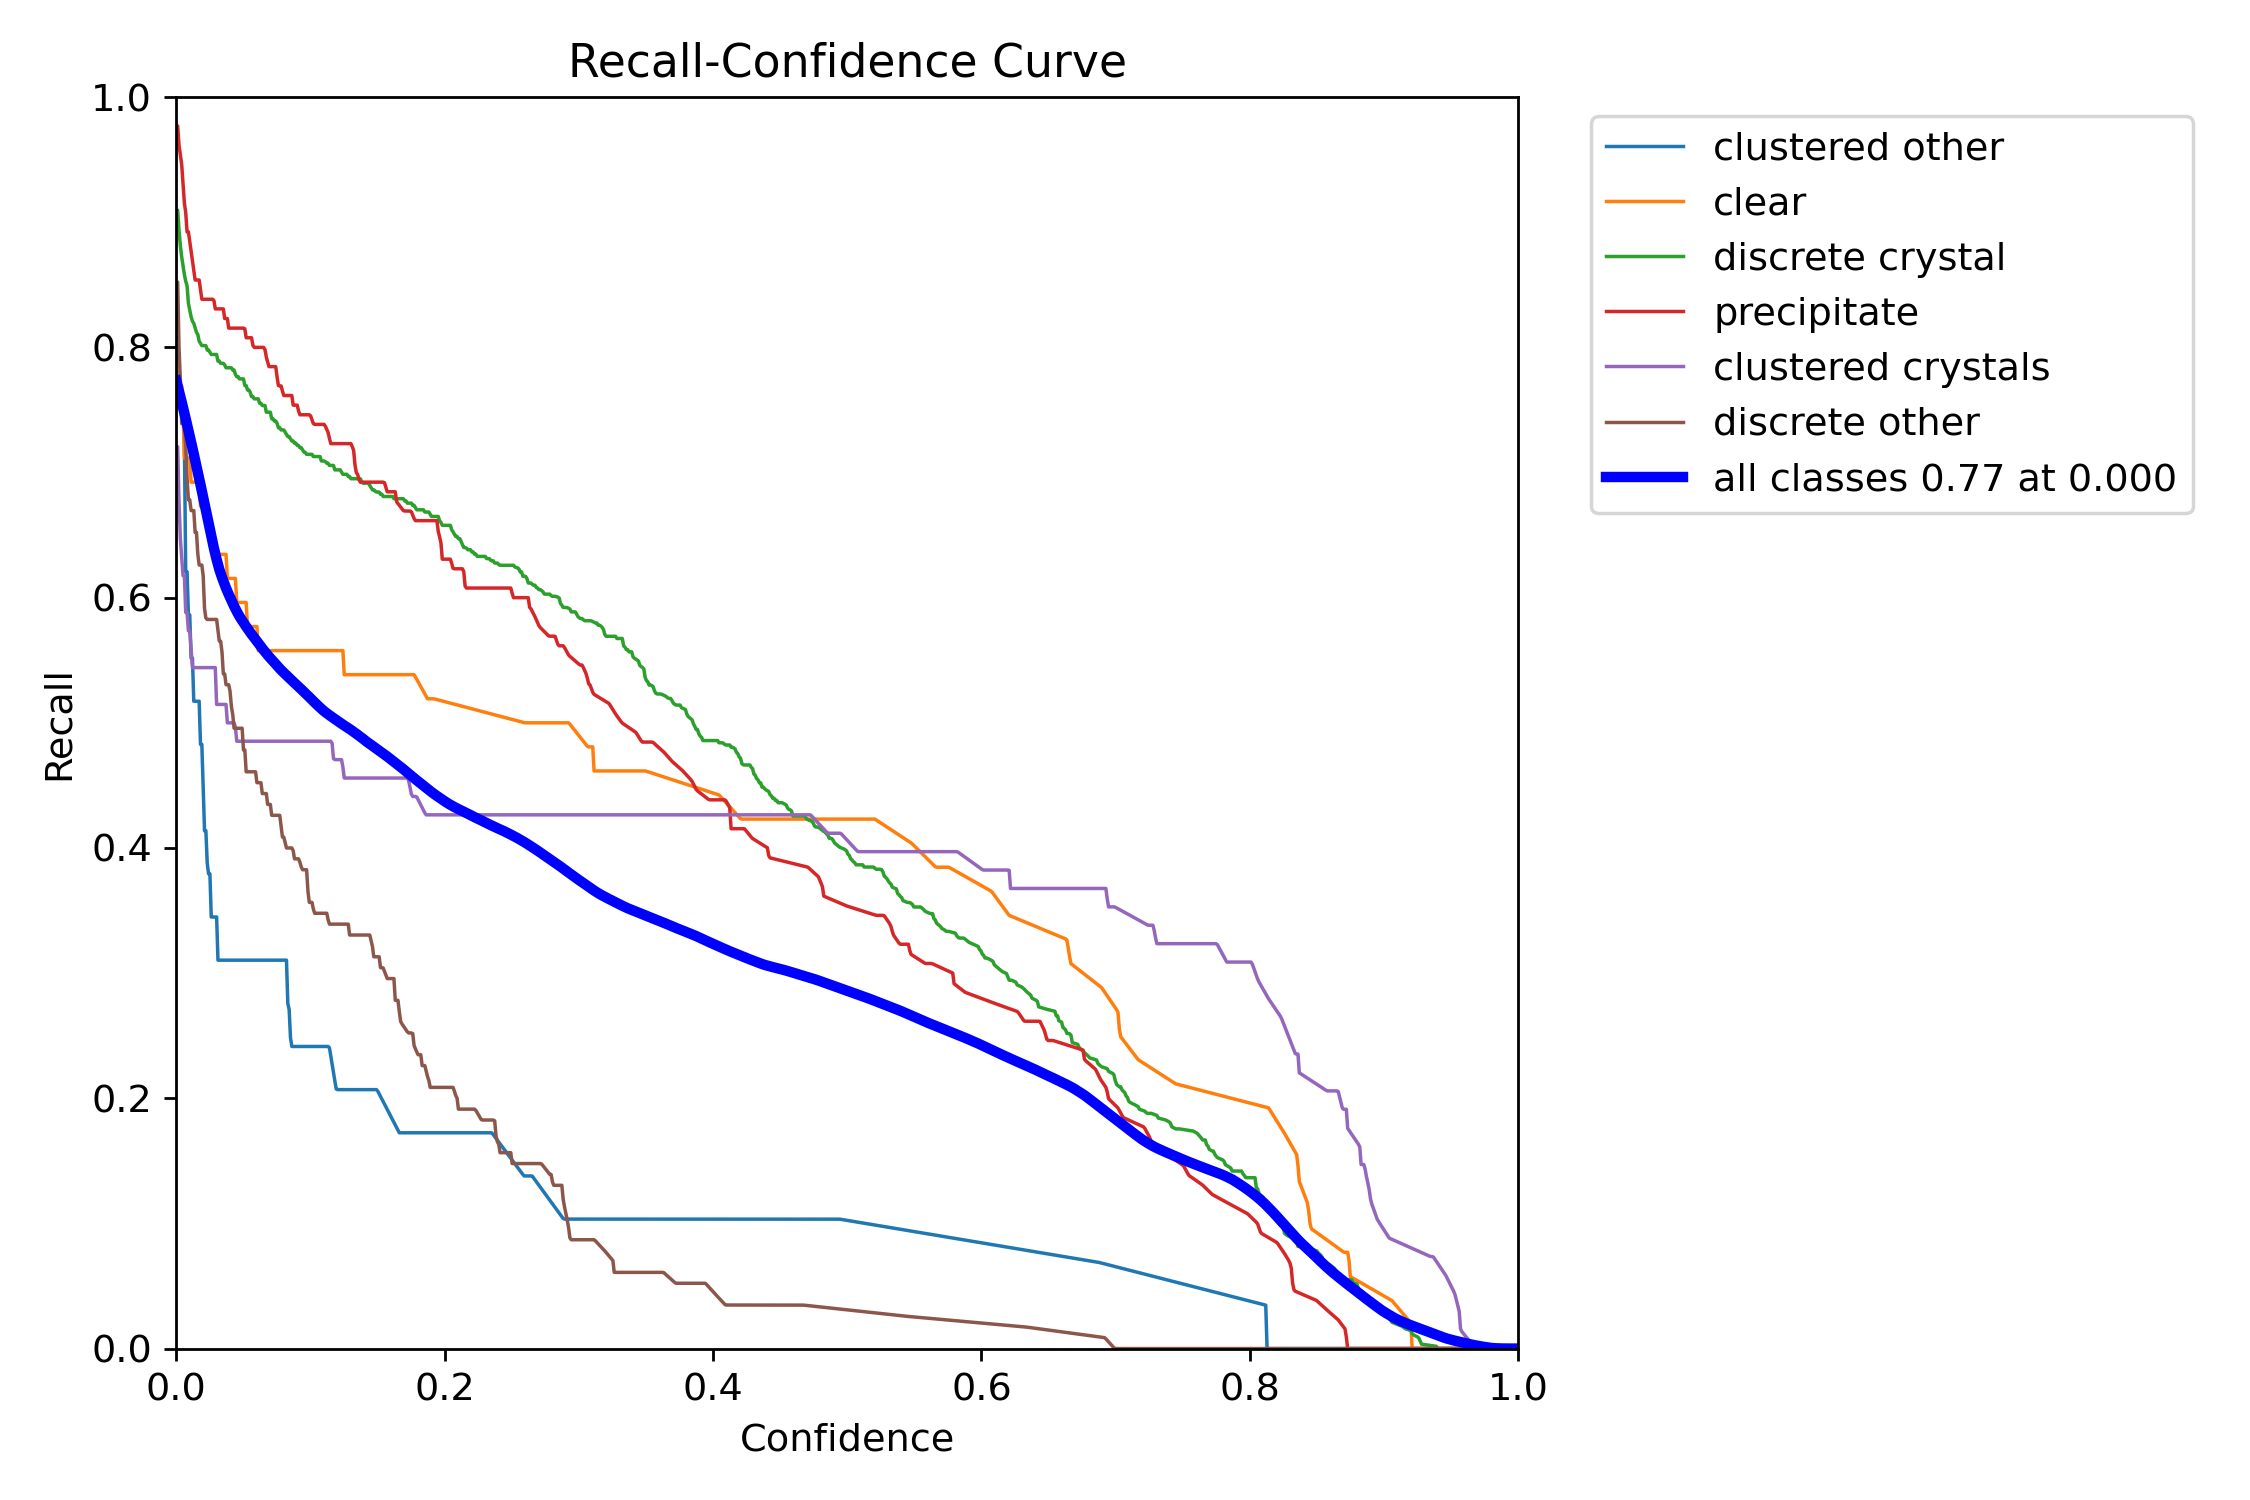 Recall-Confidence Curve
1.0
0.8
0.6
0.4
0.2
0.0
Recall
0.0 0.2 0.4 0.6 0.8 1.0
Confidence
clustered other
clear
discrete crystal
precipitate
clustered crystals
discrete other
all classes 0.77 at 0.000